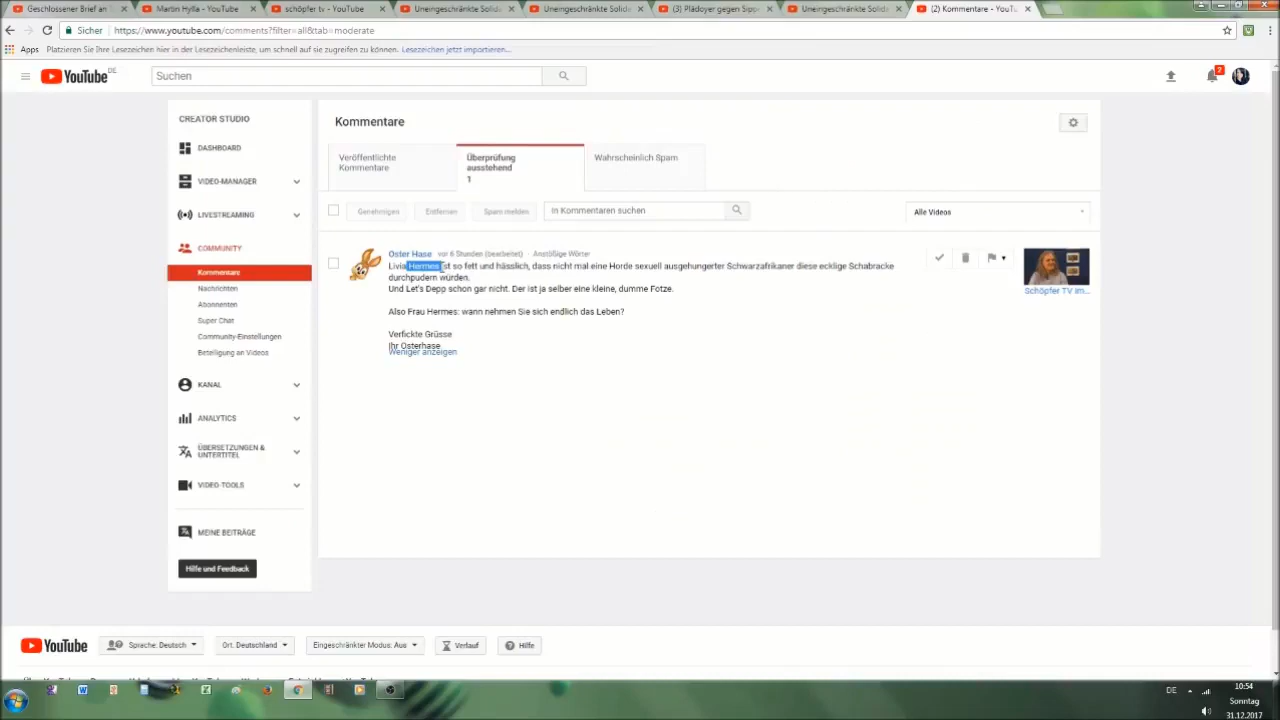 Geschlossener Brief an
Martin Hylla - YouTube
schöpfer tv - YouTube
Uneingeschränkte Solida
Uneingeschränkte Solide
(3) Plädoyer gegen Sipp
Uneingeschränkte Solida
(2) Kommentare - YouTu
Sicher https://www.youtube.com/comments?filter=all&tab=moderate
Apps Platzieren Sie Ihre Lesezeichen hier in der Lesezeichenleiste, um schnell auf sie zugreifen zu können. Lesezeichen jetzt importieren...
YouTube DE
Suchen
2
CREATOR STUDIO
DASHBOARD
VIDEO-MANAGER
LIVESTREAMING
COMMUNITY
Kommentare
Nachrichten
Abonnenten
Super Chat
Community-Einstellungen
Beteiligung an Videos
KANAL
ANALYTICS
ÜBERSETZUNGEN &
UNTERTITEL
VIDEO-TOOLS
MEINE BEITRÄGE
Hilfe und Feedback
Kommentare
Veröffentlichte
Kommentare
Überprüfung
ausstehend
1
Wahrscheinlich Spam
Genehmigen Entfernen Spam melden In Kommentaren suchen
Alle Videos
Oster Hase vor 6 Stunden (bearbeitet) · Anstößige Wörter
Livia Hermes ist so fett und hässlich, dass nicht mal eine Horde sexuell ausgehungerter Schwarzafrikaner diese ecklige Schabracke
durchpudern würden.
Und Let's Depp schon gar nicht. Der ist ja selber eine kleine, dumme Fotze.
Also Frau Hermes: wann nehmen Sie sich endlich das Leben?
Verfickte Grüsse
Ihr Osterhase
Weniger anzeigen
Schöpfer TV im...
YouTube
Sprache: Deutsch
Ort: Deutschland
Eingeschränkter Modus: Aus
Verlauf
Hilfe
DE
10:54
Sonntag
31.12.2017